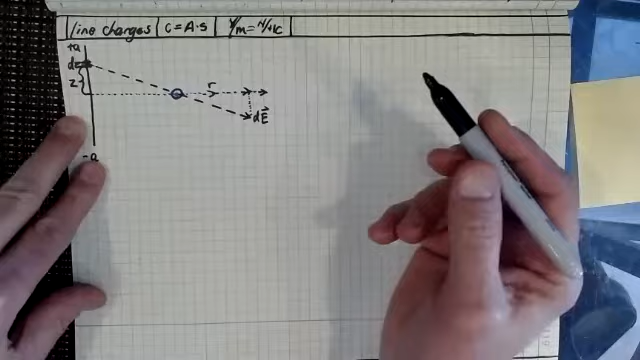 line charges C = A·s V/m = N/C
+a
dz
z r
dE
-a